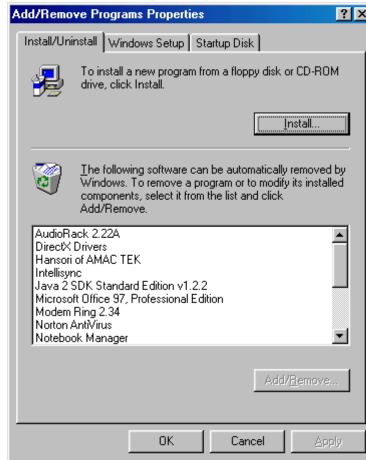 Add/Remove Programs Properties
Install/Uninstall Windows Setup Startup Disk
To install a new program from a floppy disk or CD-ROM
drive, click Install.
Install...
The following software can be automatically removed by
Windows. To remove a program or to modify its installed
components, select it from the list and click
Add/Remove.
AudioRack 2.22A
DirectX Drivers
Hansori of AMAC TEK
Intellisync
Java 2 SDK Standard Edition v1.2.2
Microsoft Office 97, Professional Edition
Modem Ring 2.34
Norton AntiVirus
Notebook Manager
Add/Remove...
OK Cancel Apply